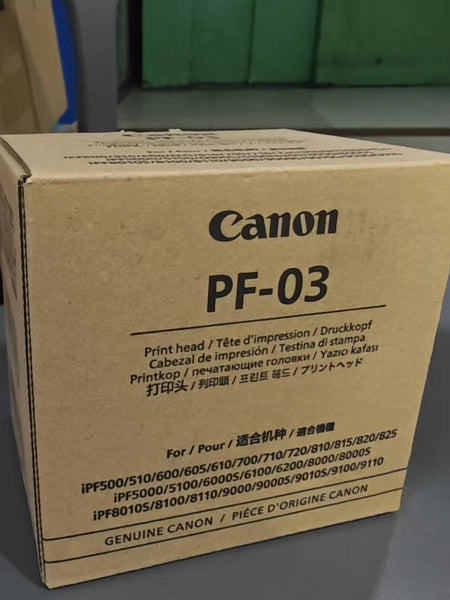 Canon
PF-03
Canon
PF-03
Print head / Tête d'impression / Druckkopf
Cabezal de impresión / Testina di stampa
Printkop / печатающие головки / Yazıcı kafası
打印头 / 列印頭 / 프린트 헤드 / プリントヘッド
For / Pour / 适合机种 / 適合機種
iPF500/510/600/605/610/700/710/720/810/815/820/825
iPF5000/5100/6000S/6100/6200/8000/8000S
iPF8010S/8100/8110/9000/9000S/9010S/9100/9110
GENUINE CANON / PIÉCE D'ORIGINE CANON